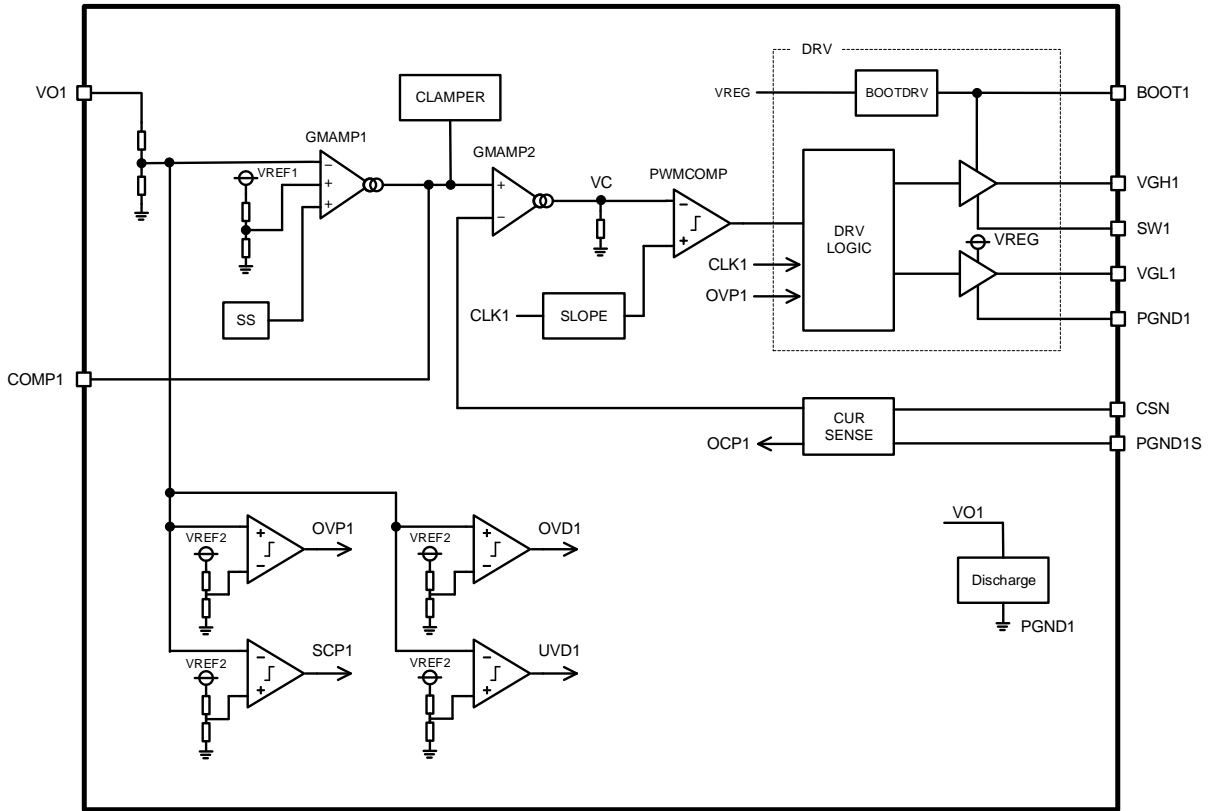 DRV
VO1
CLAMPER
VREG
BOOTDRV
BOOT1
GMAMP1
GMAMP2
VREF1
−
+
+
+
−
VC
PWMCOMP
−
+
DRV
LOGIC
VGH1
SW1
VREG
CLK1
VGL1
OVP1
SS
CLK1
SLOPE
PGND1
COMP1
CUR
SENSE
CSN
OCP1
PGND1S
OVP1
VREF2
+
−
OVD1
VREF2
+
−
VO1
Discharge
PGND1
SCP1
VREF2
−
+
UVD1
VREF2
−
+